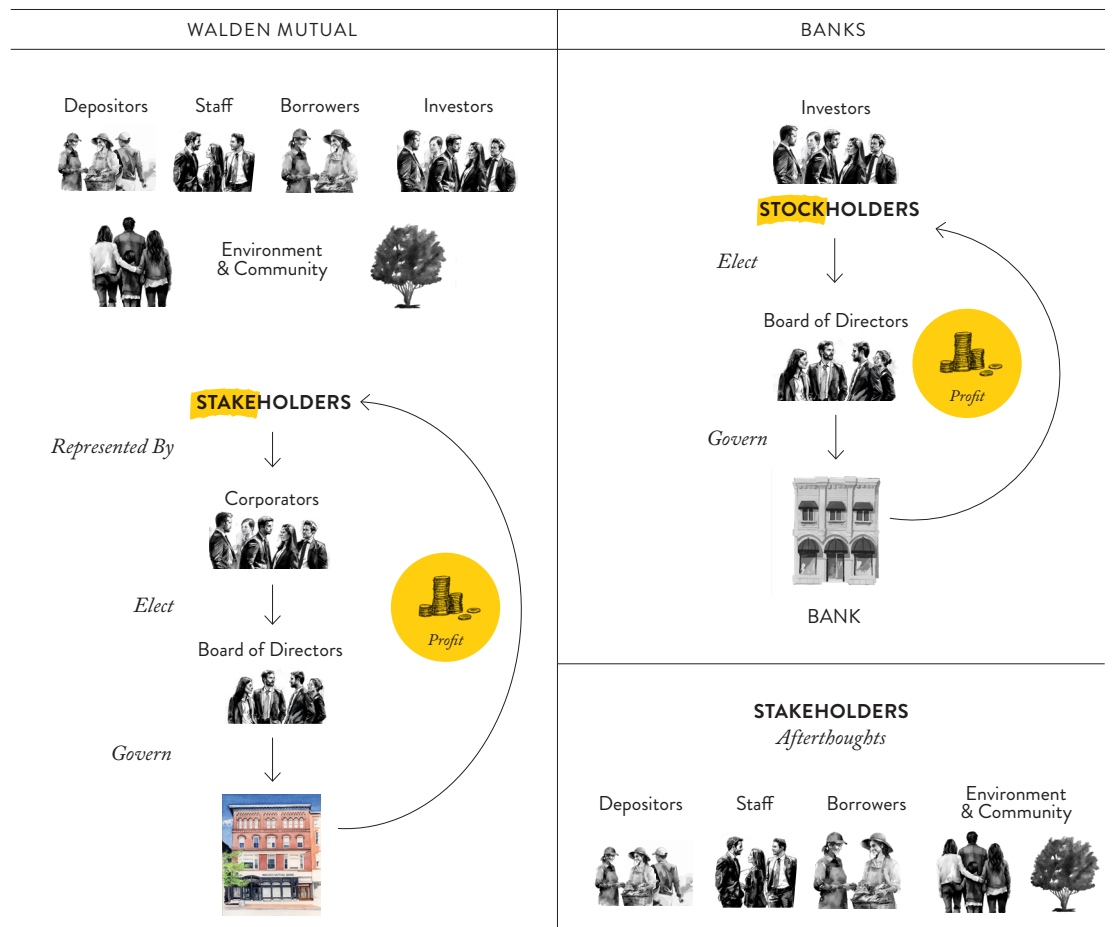 WALDEN MUTUAL
Depositors
Staff
Borrowers
Investors
Environment
& Community
STAKEHOLDERS
Represented By
Corporators
Elect
Board of Directors
Profit
Govern
BANKS
Investors
STOCKHOLDERS
Elect
Board of Directors
Profit
Govern
BANK
STAKEHOLDERS
Afterthoughts
Depositors
Staff
Borrowers
Environment
& Community